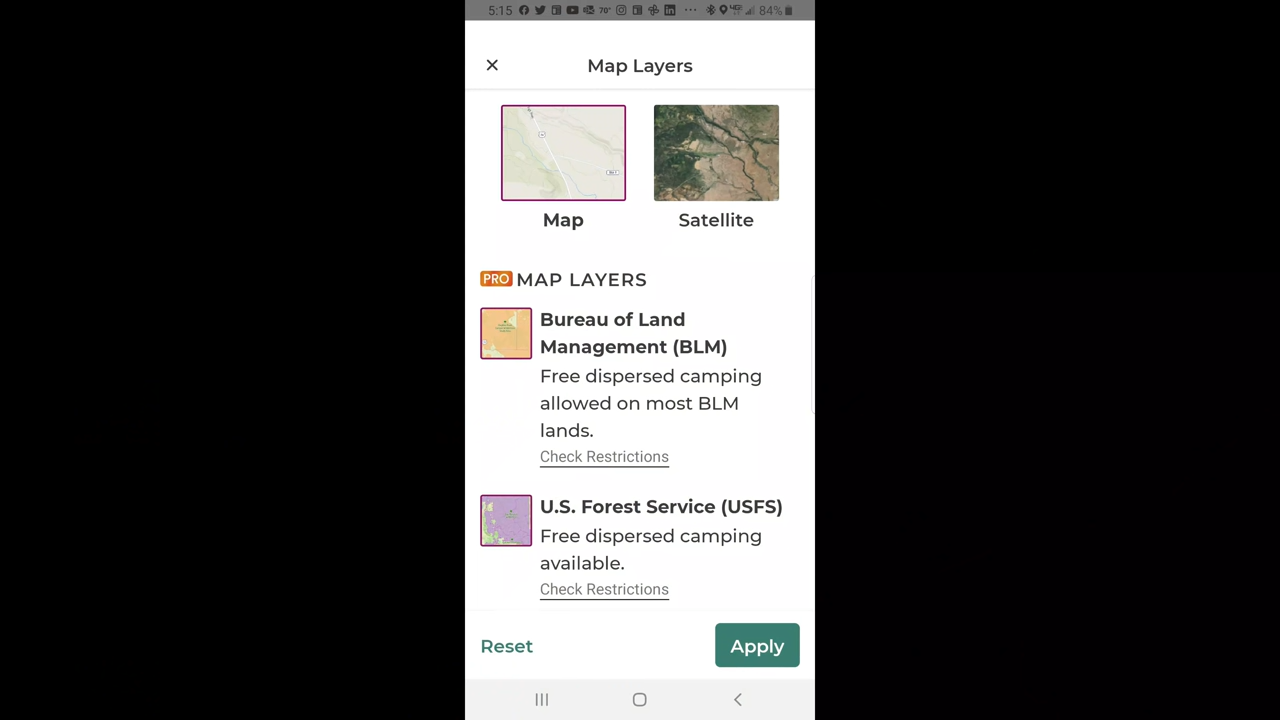 5:15 70° 84%
Map Layers
Map
Satellite
PRO MAP LAYERS
Bureau of Land
Management (BLM)
Free dispersed camping
allowed on most BLM
lands.
Check Restrictions
U.S. Forest Service (USFS)
Free dispersed camping
available.
Check Restrictions
Reset
Apply